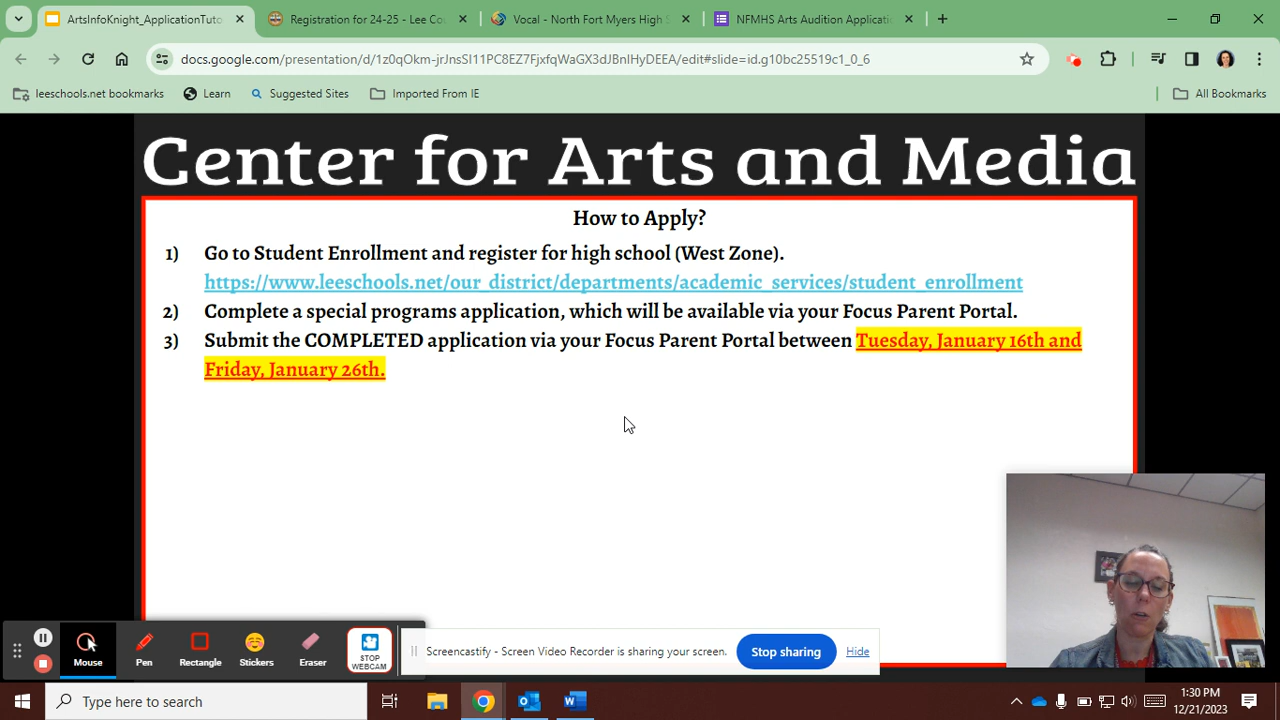 ArtsInfoKnight_ApplicationTuto
Registration for 24-25 - Lee Cou
Vocal - North Fort Myers High S
NFMHS Arts Audition Applicati
docs.google.com/presentation/d/1z0qOkm-jrJnsSI11PC8EZ7FjxfqWaGX3dJBnIHyDEEA/edit#slide=id.g10bc25519c1_0_6
leeschools.net bookmarks
Learn
Suggested Sites
Imported From IE
All Bookmarks
Center for Arts and Media
How to Apply?
1) Go to Student Enrollment and register for high school (West Zone).
https://www.leeschools.net/our_district/departments/academic_services/student_enrollment
2) Complete a special programs application, which will be available via your Focus Parent Portal.
3) Submit the COMPLETED application via your Focus Parent Portal between Tuesday, January 16th and
Friday, January 26th.
Mouse
Pen
Rectangle
Stickers
Eraser
STOP
WEBCAM
Screencastify - Screen Video Recorder is sharing your screen.
Stop sharing
Hide
Type here to search
1:30 PM
12/21/2023